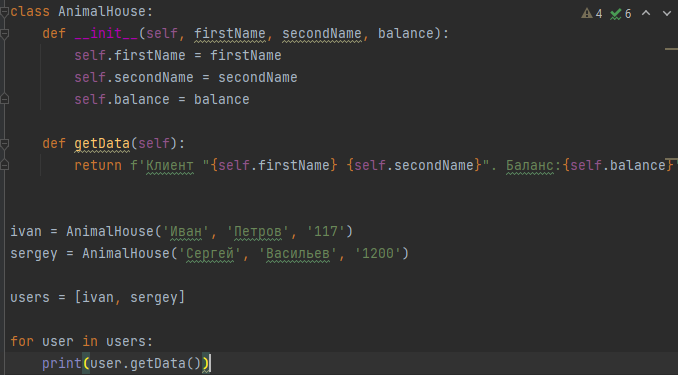 4 6
class AnimalHouse:
    def __init__(self, firstName, secondName, balance):
        self.firstName = firstName
        self.secondName = secondName
        self.balance = balance
    def getData(self):
        return f'Клиент "{self.firstName} {self.secondName}". Баланс:{self.balance}'
ivan = AnimalHouse('Иван', 'Петров', '117')
sergey = AnimalHouse('Сергей', 'Васильев', '1200')
users = [ivan, sergey]
for user in users:
    print(user.getData())